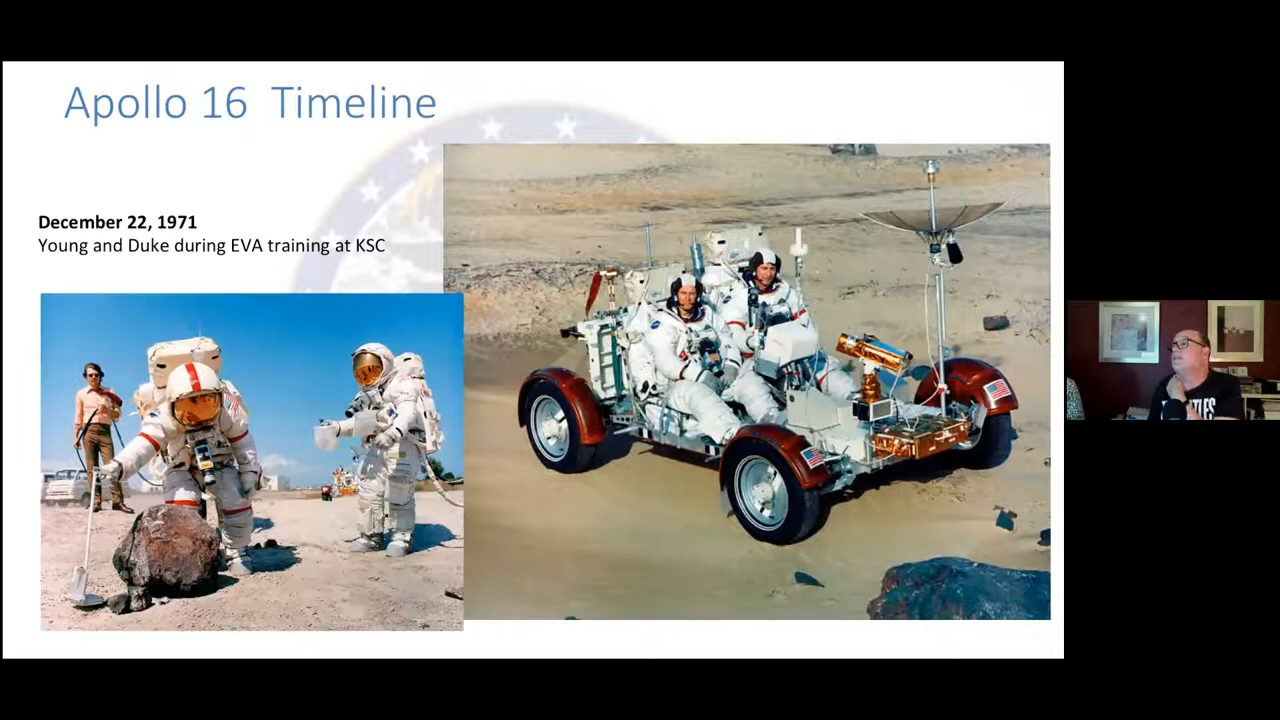 Apollo 16 Timeline
December 22, 1971
Young and Duke during EVA training at KSC